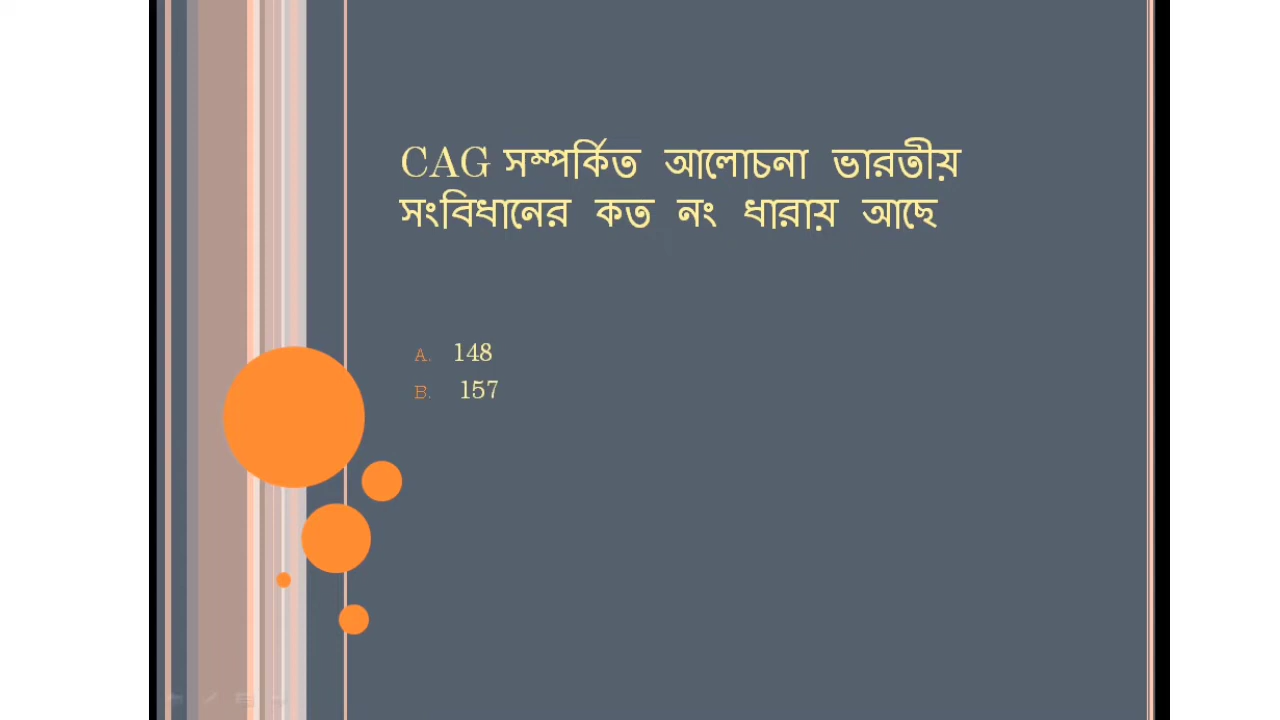 CAG সম্পর্কিত আলোচনা ভারতীয়
সংবিধানের কত নং ধারায় আছে
A. 148
B. 157